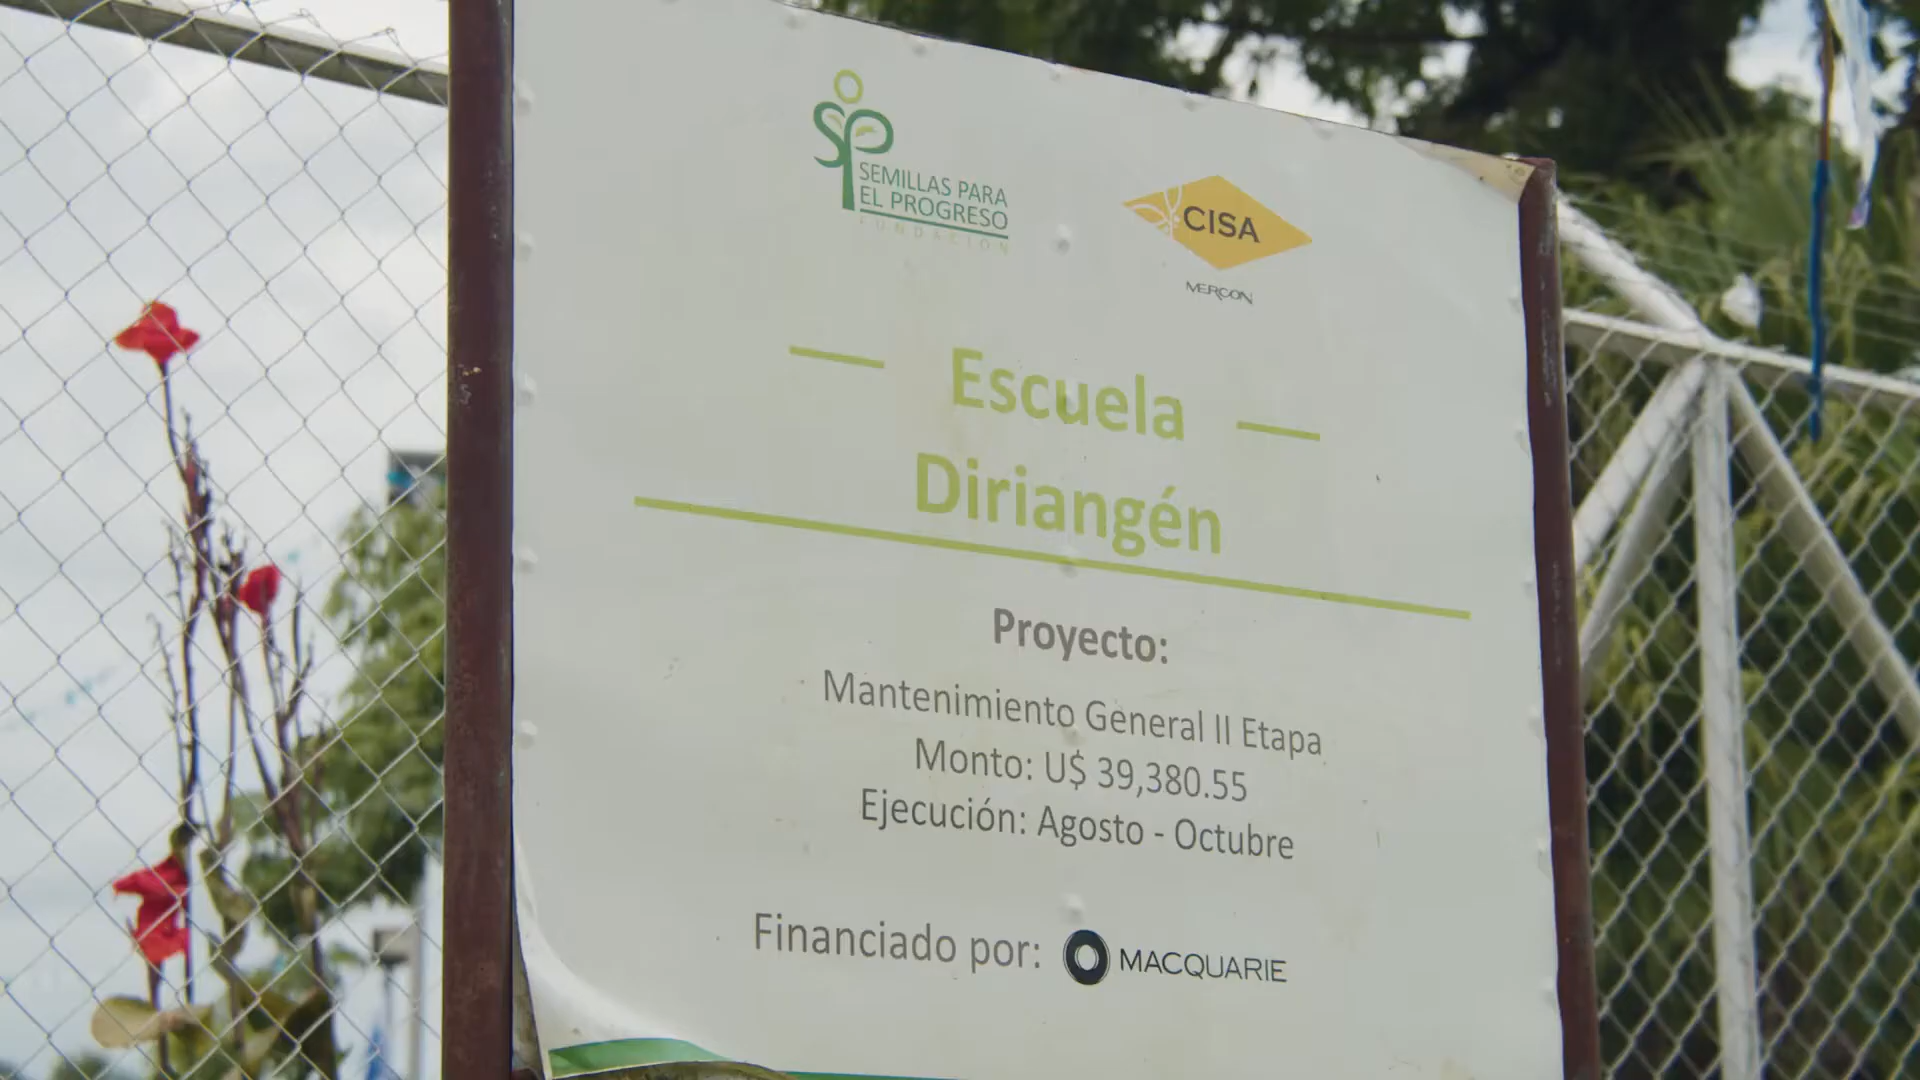 SP
SEMILLAS PARA
EL PROGRESO
FUNDACIÓN
CISA
MERCON
Escuela
Diriangén
Proyecto:
Mantenimiento General II Etapa
Monto: U$ 39,380.55
Ejecución: Agosto - Octubre
Financiado por: MACQUARIE